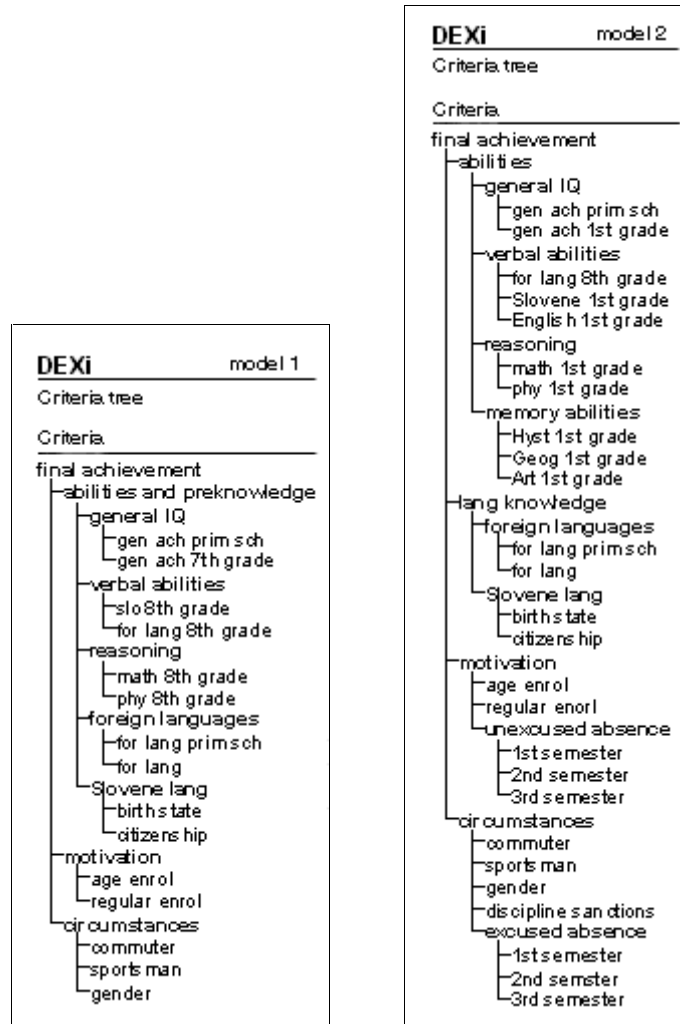 DEXi model 1
Criteria tree
Criteria
final achievement
abilities and preknowledge
general IQ
gen ach prim sch
gen ach 7th grade
verbal abilities
slo 8th grade
for lang 8th grade
reasoning
math 8th grade
phy 8th grade
foreign languages
for lang prim sch
for lang
Slovene lang
birth state
citizenship
motivation
age enrol
regular enrol
circumstances
commuter
sportsman
gender
DEXi model 2
Criteria tree
Criteria
final achievement
abilities
general IQ
gen ach prim sch
gen ach 1st grade
verbal abilities
for lang 8th grade
Slovene 1st grade
English 1st grade
reasoning
math 1st grade
phy 1st grade
memory abilities
Hyst 1st grade
Geog 1st grade
Art 1st grade
lang knowledge
foreign languages
for lang prim sch
for lang
Slovene lang
birth state
citizenship
motivation
age enrol
regular enorl
unexcused absence
1st semester
2nd semester
3rd semester
circumstances
commuter
sportsman
gender
discipline sanctions
excused absence
1st semester
2nd semster
3rd semester